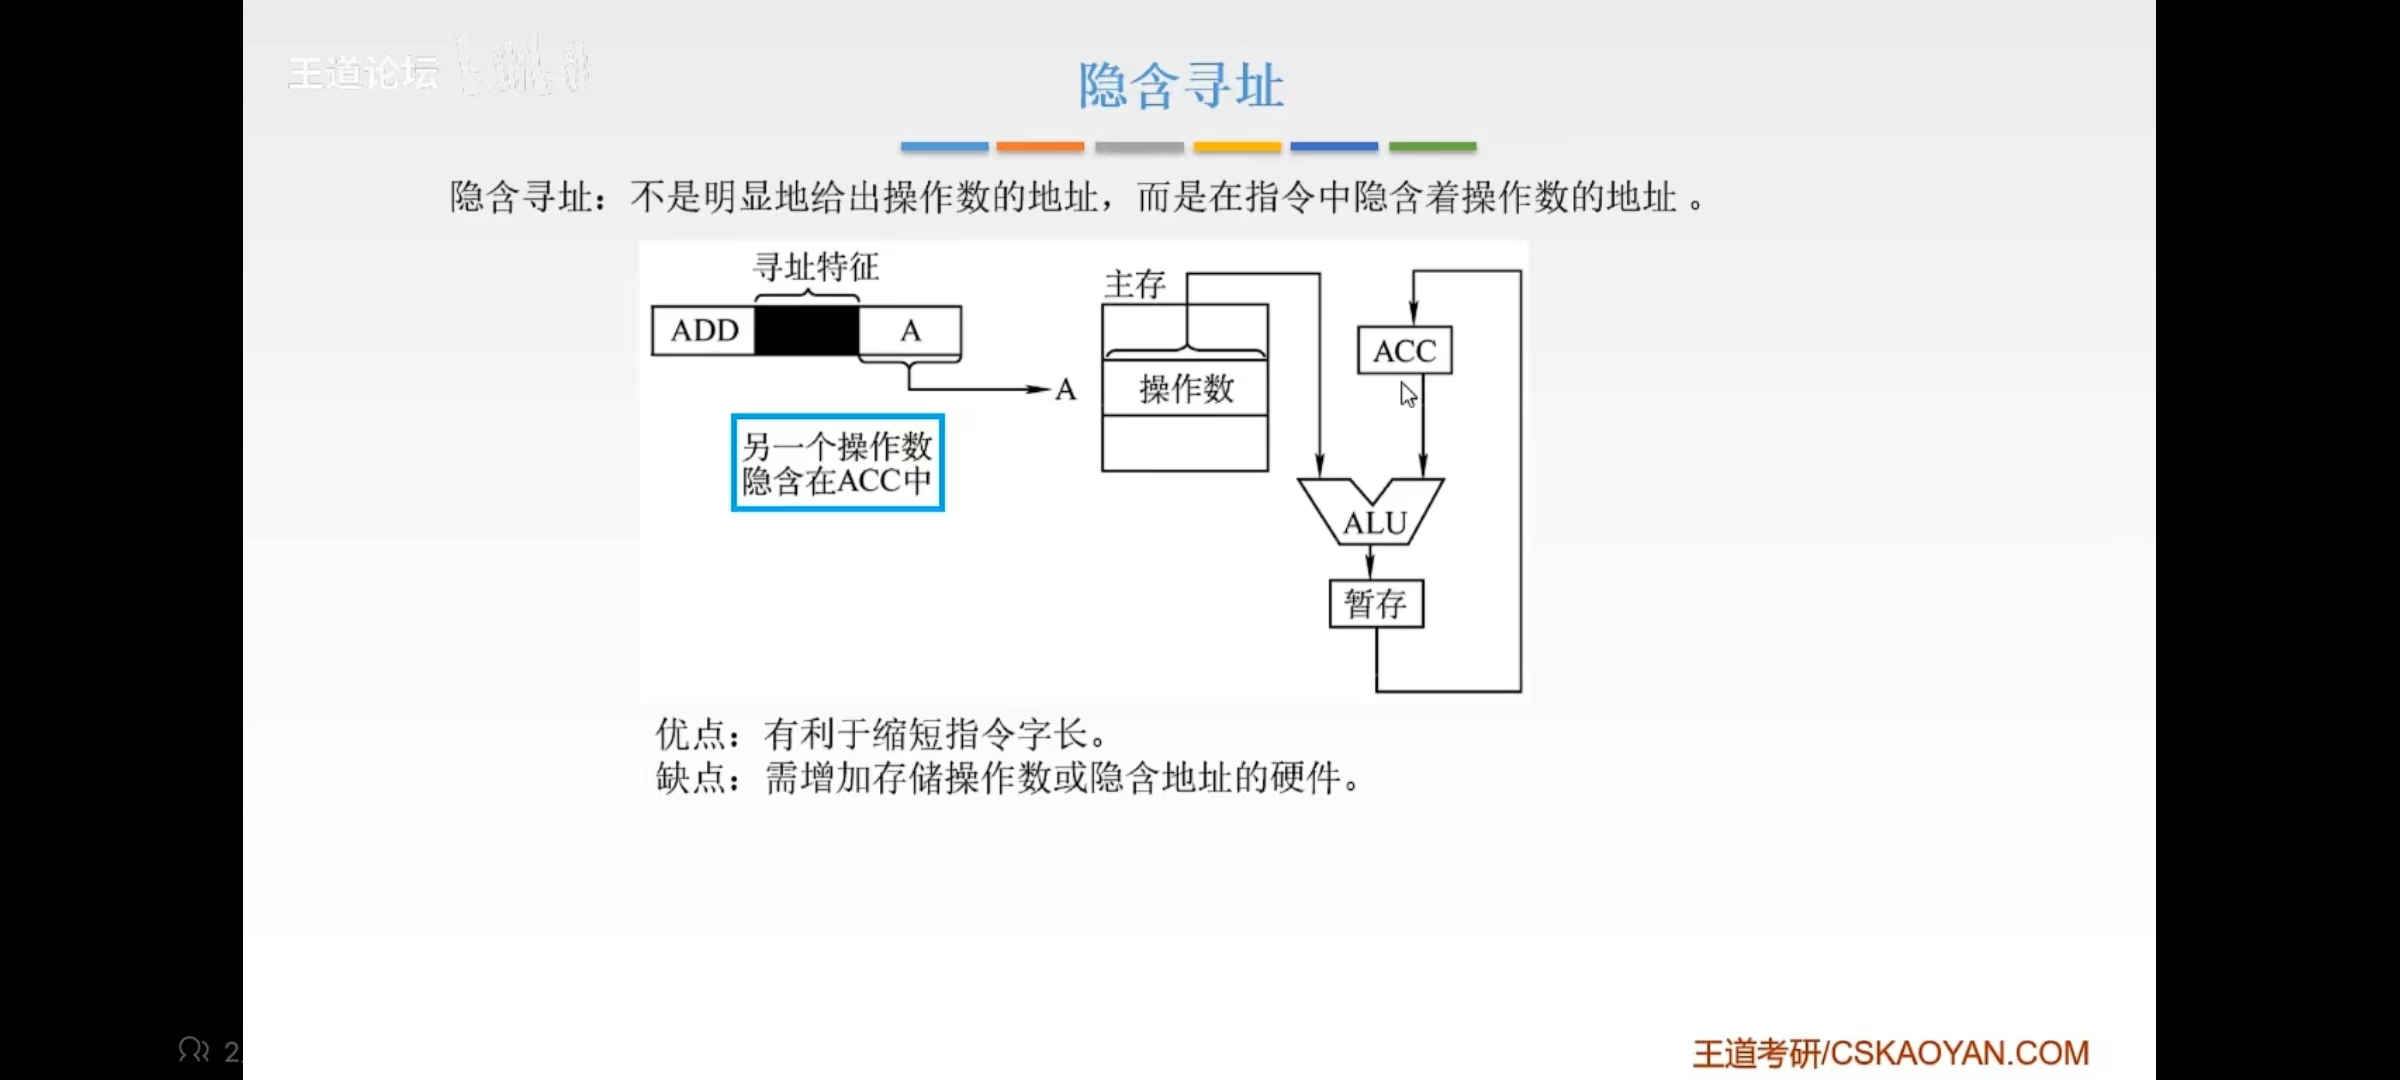 王道论坛
隐含寻址
隐含寻址：不是明显地给出操作数的地址，而是在指令中隐含着操作数的地址 。
寻址特征
ADD
A
A
另一个操作数
隐含在ACC中
主存
操作数
ACC
ALU
暂存
优点：有利于缩短指令字长。
缺点：需增加存储操作数或隐含地址的硬件。
2
王道考研/CSKAOYAN.COM